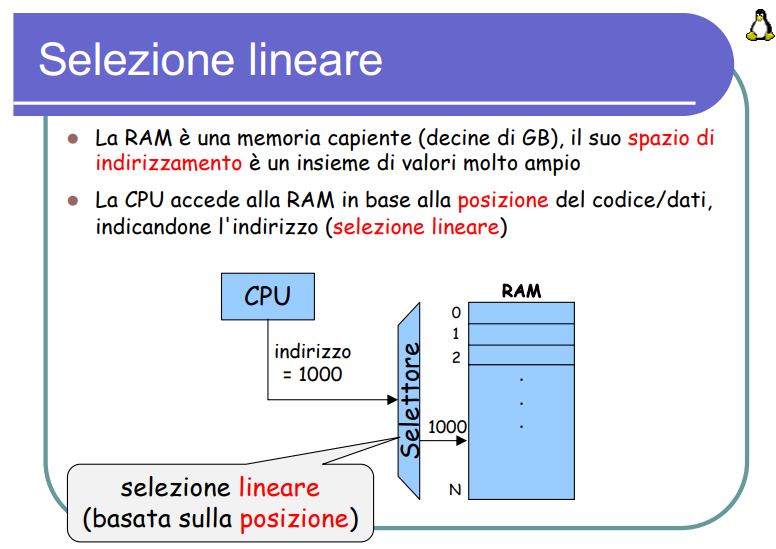 Selezione lineare
La RAM è una memoria capiente (decine di GB), il suo spazio di
indirizzamento è un insieme di valori molto ampio
La CPU accede alla RAM in base alla posizione del codice/dati,
indicandone l'indirizzo (selezione lineare)
CPU
indirizzo
= 1000
Selettore
RAM
0
1
2
.
.
.
1000
N
selezione lineare
(basata sulla posizione)